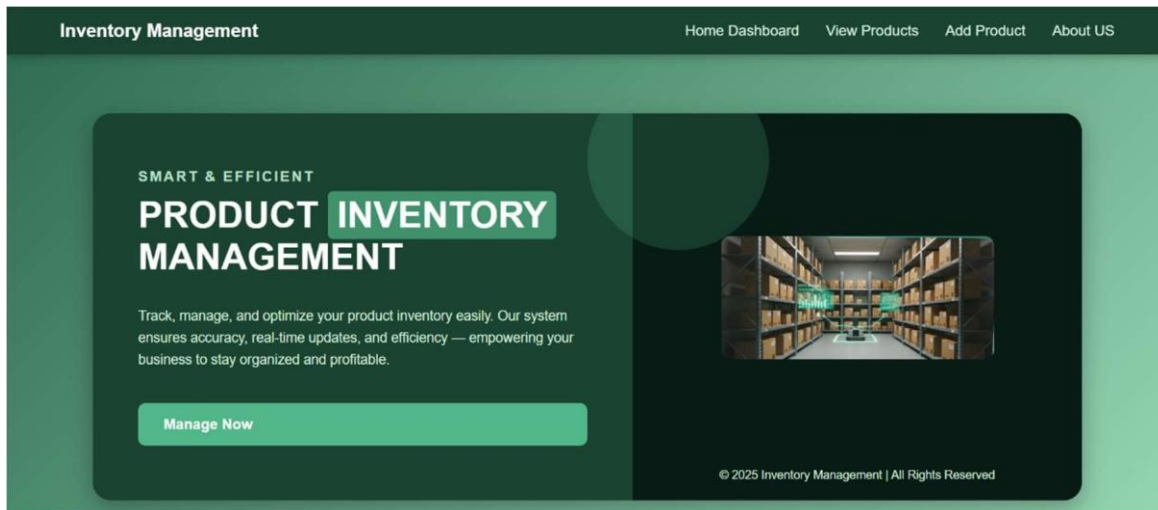 Inventory Management
Home Dashboard View Products Add Product About US
SMART & EFFICIENT
PRODUCT INVENTORY
MANAGEMENT
Track, manage, and optimize your product inventory easily. Our system
ensures accuracy, real-time updates, and efficiency — empowering your
business to stay organized and profitable.
Manage Now
© 2025 Inventory Management | All Rights Reserved